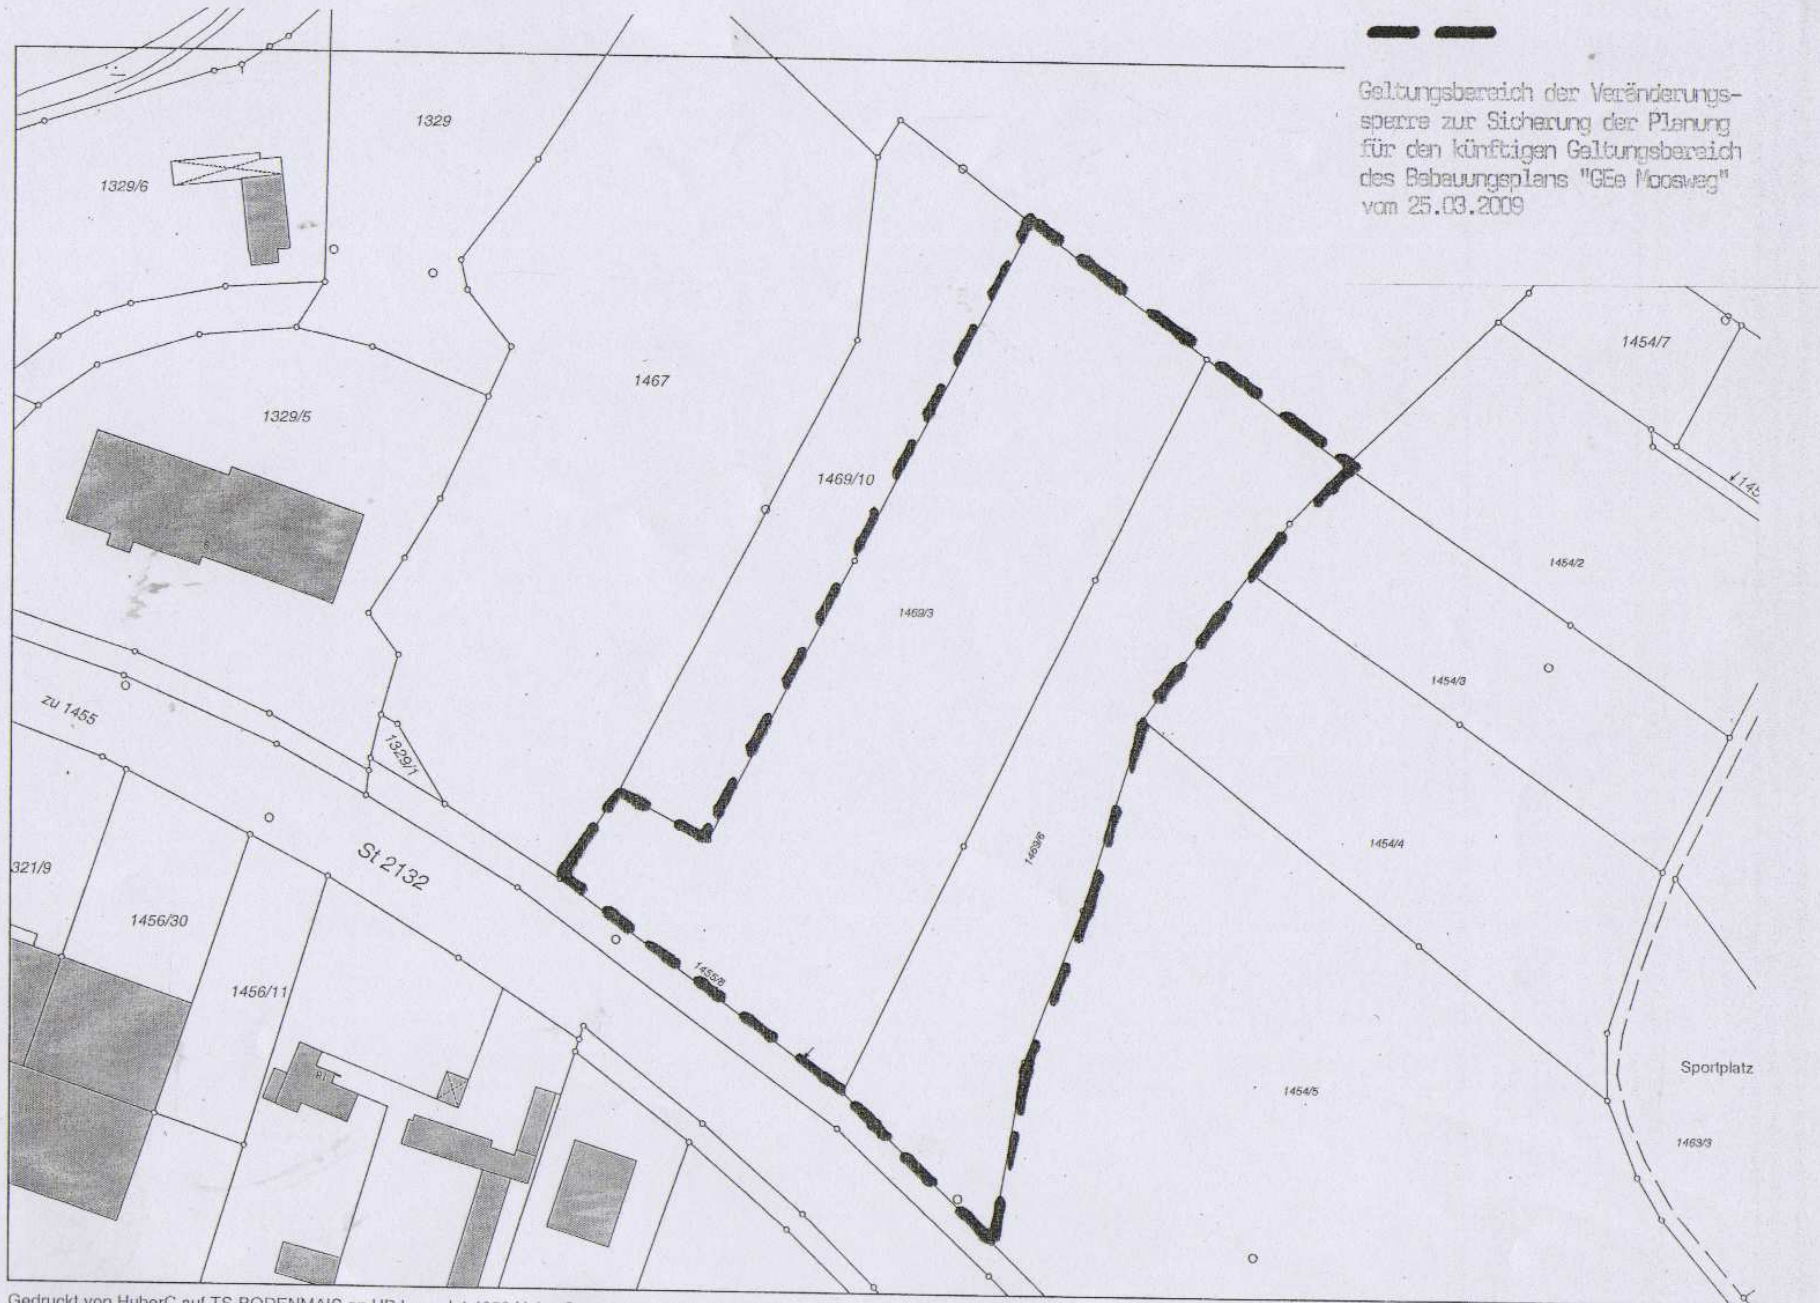 Geltungsbereich der Veränderungs-
sperre zur Sicherung der Planung
für den künftigen Geltungsbereich
des Bebauungsplans "GEe Moosweg"
vom 25.03.2009
1329
1329/6
1454/7
1467
1329/5
1469/10
1454/2
1469/3
1454/3
zu 1455
1329/1
1469/6
1454/4
St 2132
321/9
1456/30
1455/6
1456/11
Sportplatz
1454/5
1463/3